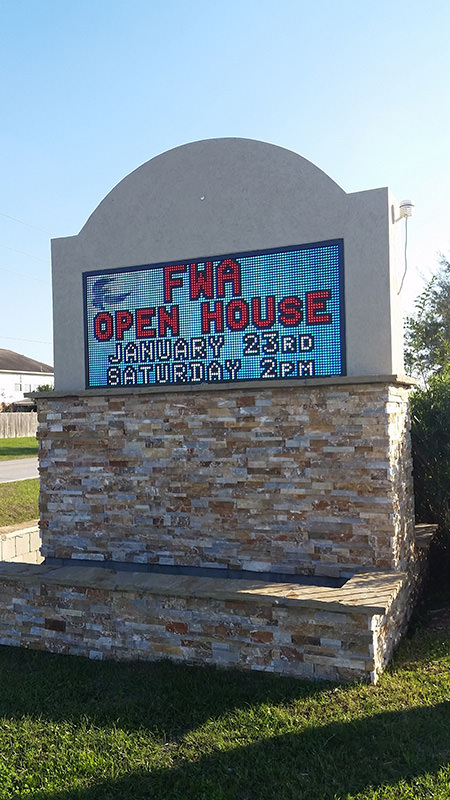 FWA
OPEN HOUSE
JANUARY 23RD
SATURDAY 2PM